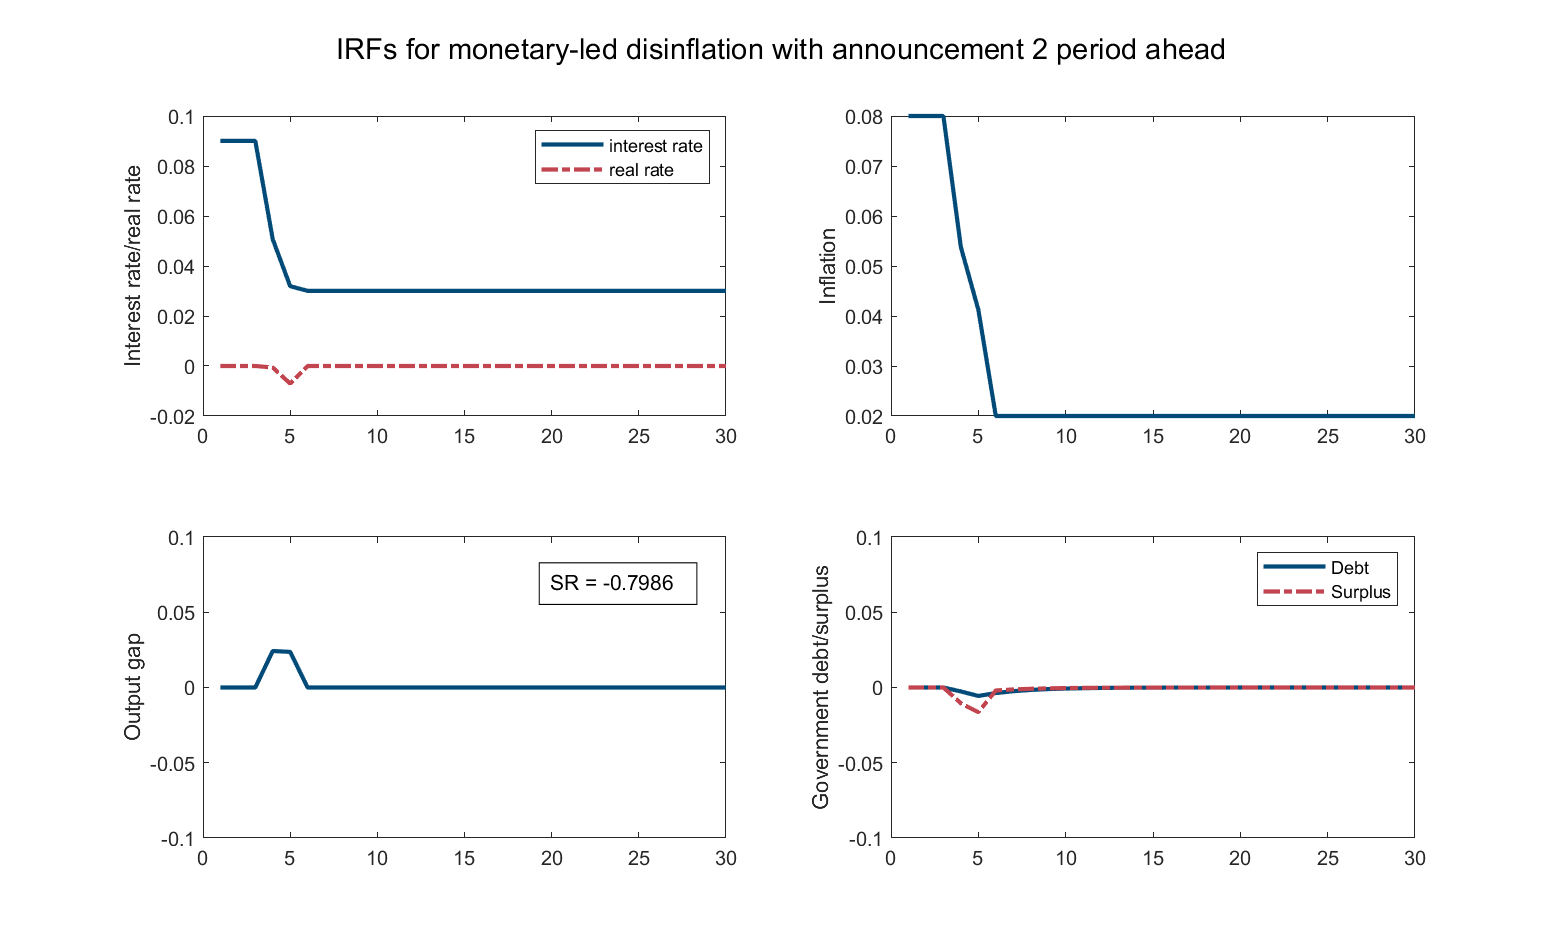 IRFs for monetary-led disinflation with announcement 2 period ahead
Interest rate/real rate
0.1
0.08
0.06
0.04
0.02
0
-0.02
0 5 10 15 20 25 30
interest rate
real rate
Inflation
0.08
0.07
0.06
0.05
0.04
0.03
0.02
0 5 10 15 20 25 30
Output gap
0.1
0.05
0
-0.05
-0.1
0 5 10 15 20 25 30
SR = -0.7986
Government debt/surplus
0.1
0.05
0
-0.05
-0.1
0 5 10 15 20 25 30
Debt
Surplus